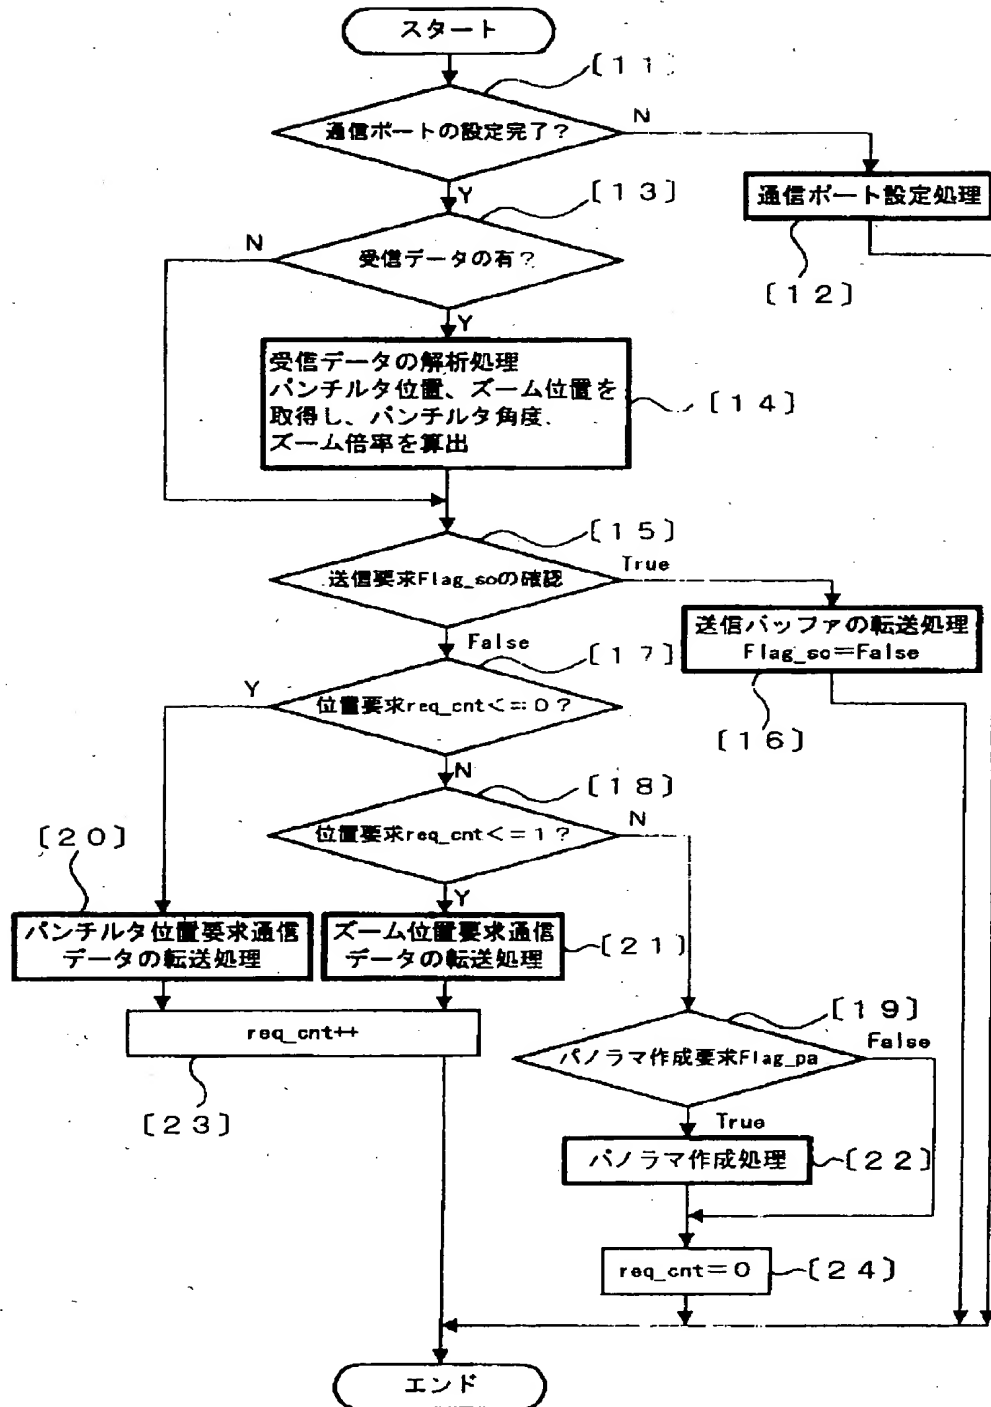 スタート
〔11〕
通信ポートの設定完了？
N
Y
〔13〕
通信ポート設定処理
〔12〕
受信データの有？
N
Y
受信データの解析処理
パンチルタ位置、ズーム位置を
取得し、パンチルタ角度、
ズーム倍率を算出
〔14〕
〔15〕
送信要求Flag_soの確認
True
False
送信バッファの転送処理
Flag_so＝False
〔16〕
〔17〕
位置要求req_cnt＜＝0？
Y
N
〔18〕
位置要求req_cnt＜＝1？
N
Y
〔20〕
パンチルタ位置要求通信
データの転送処理
ズーム位置要求通信
データの転送処理
〔21〕
req_cnt++
〔23〕
〔19〕
パノラマ作成要求Flag_pa
False
True
パノラマ作成処理
〔22〕
req_cnt＝0
〔24〕
エンド